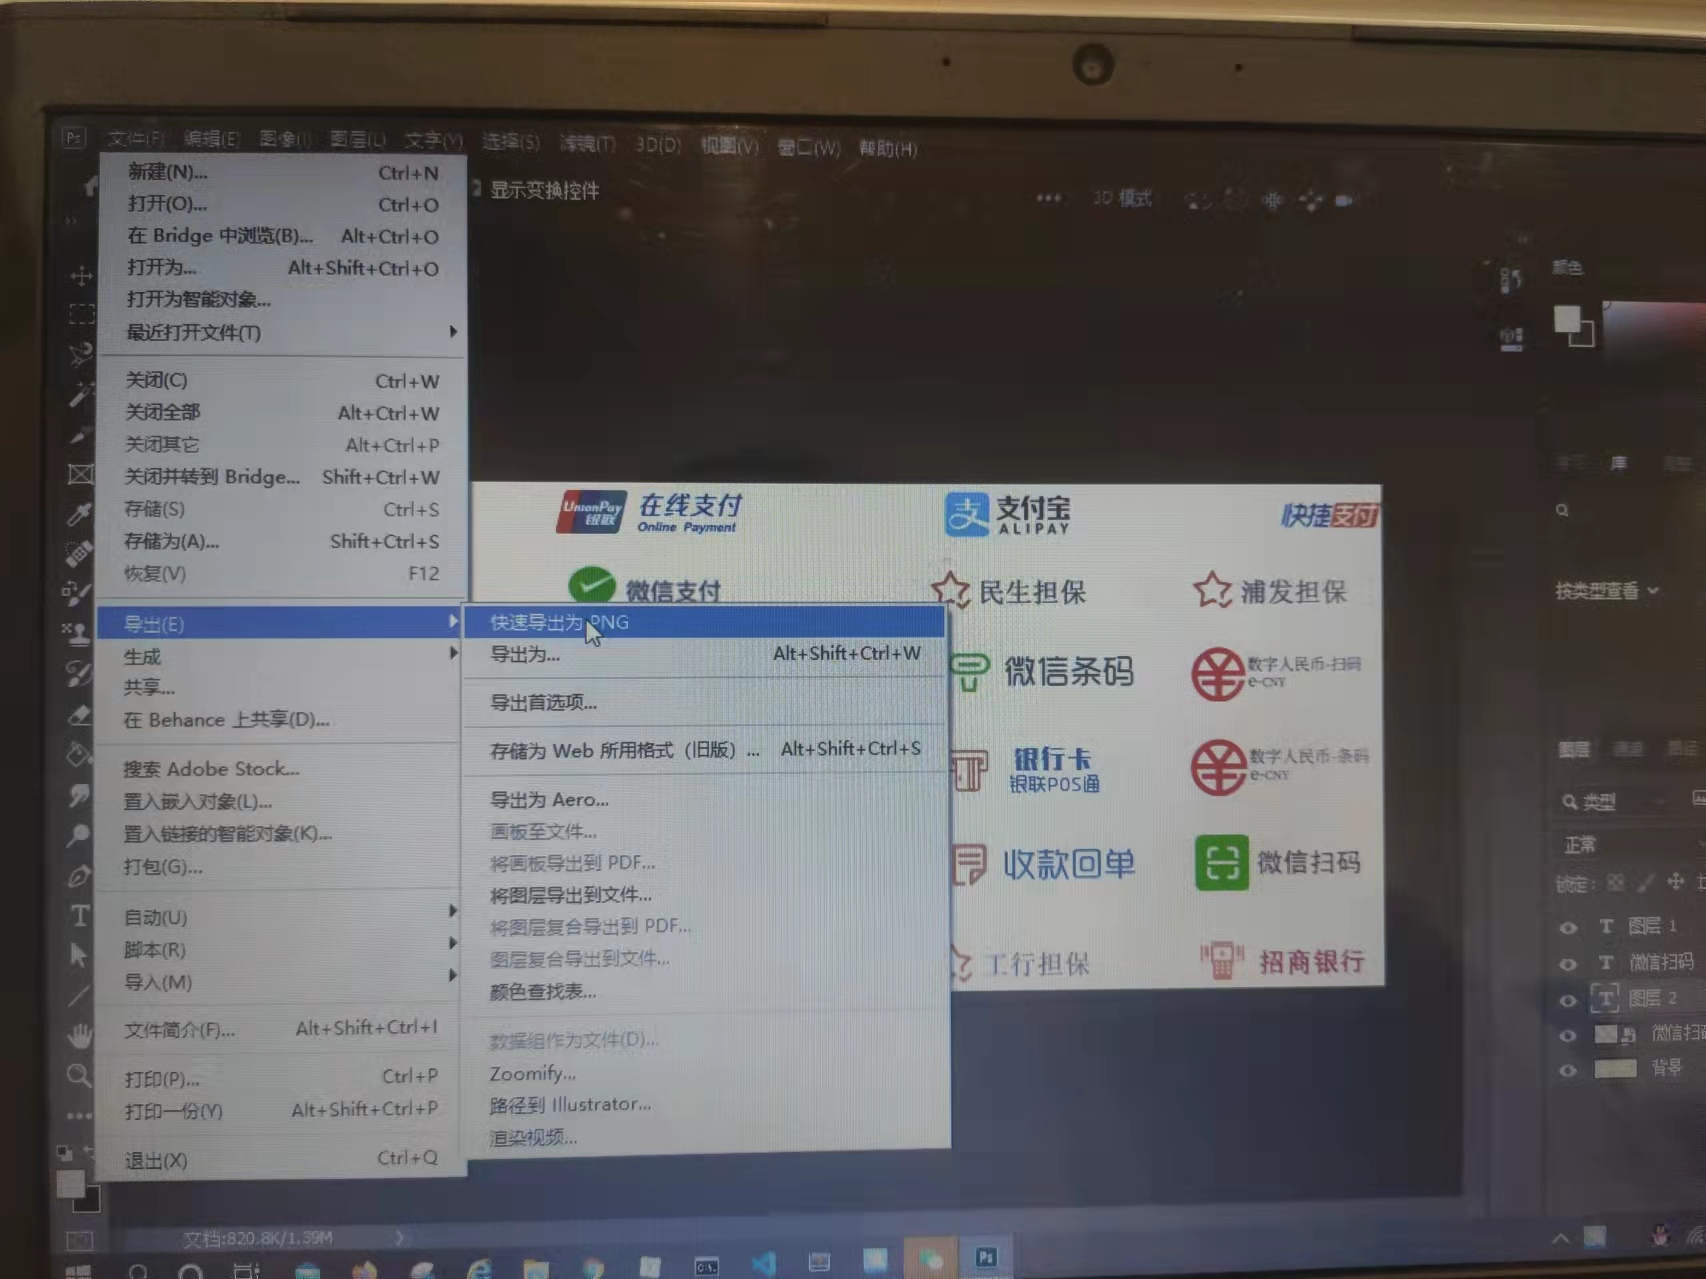 Ps 文件(F) 编辑(E) 图像(I) 图层(L) 文字(Y) 选择(S) 滤镜(T) 3D(D) 视图(V) 窗口(W) 帮助(H)
显示变换控件
3D 模式
新建(N)... Ctrl+N
打开(O)... Ctrl+O
在 Bridge 中浏览(B)... Alt+Ctrl+O
打开为... Alt+Shift+Ctrl+O
打开为智能对象...
最近打开文件(T)
关闭(C) Ctrl+W
关闭全部 Alt+Ctrl+W
关闭其它 Alt+Ctrl+P
关闭并转到 Bridge... Shift+Ctrl+W
存储(S) Ctrl+S
存储为(A)... Shift+Ctrl+S
恢复(V) F12
导出(E)
生成
共享...
在 Behance 上共享(D)...
搜索 Adobe Stock...
置入嵌入对象(L)...
置入链接的智能对象(K)...
打包(G)...
自动(U)
脚本(R)
导入(M)
文件简介(F)... Alt+Shift+Ctrl+I
打印(P)... Ctrl+P
打印一份(Y) Alt+Shift+Ctrl+P
退出(X) Ctrl+Q
快速导出为 PNG
导出为... Alt+Shift+Ctrl+W
导出首选项...
存储为 Web 所用格式（旧版）... Alt+Shift+Ctrl+S
导出为 Aero...
画板至文件...
将画板导出到 PDF...
将图层导出到文件...
将图层复合导出到 PDF...
图层复合导出到文件...
颜色查找表...
数据组作为文件(D)...
Zoomify...
路径到 Illustrator...
渲染视频...
UnionPay 银联
在线支付
Online Payment
支付宝
ALIPAY
快捷支付
微信支付
民生担保
浦发担保
微信条码
数字人民币-扫码
e-CNY
银行卡
银联POS通
数字人民币-条码
e-CNY
收款回单
微信扫码
工行担保
招商银行
颜色
库
按类型查看
图层 通道 路径
类型
正常
锁定:
T 图层 1
T 微信扫码
T 图层 2
微信扫码
背景
文档:820.8K/1.39M
Ps